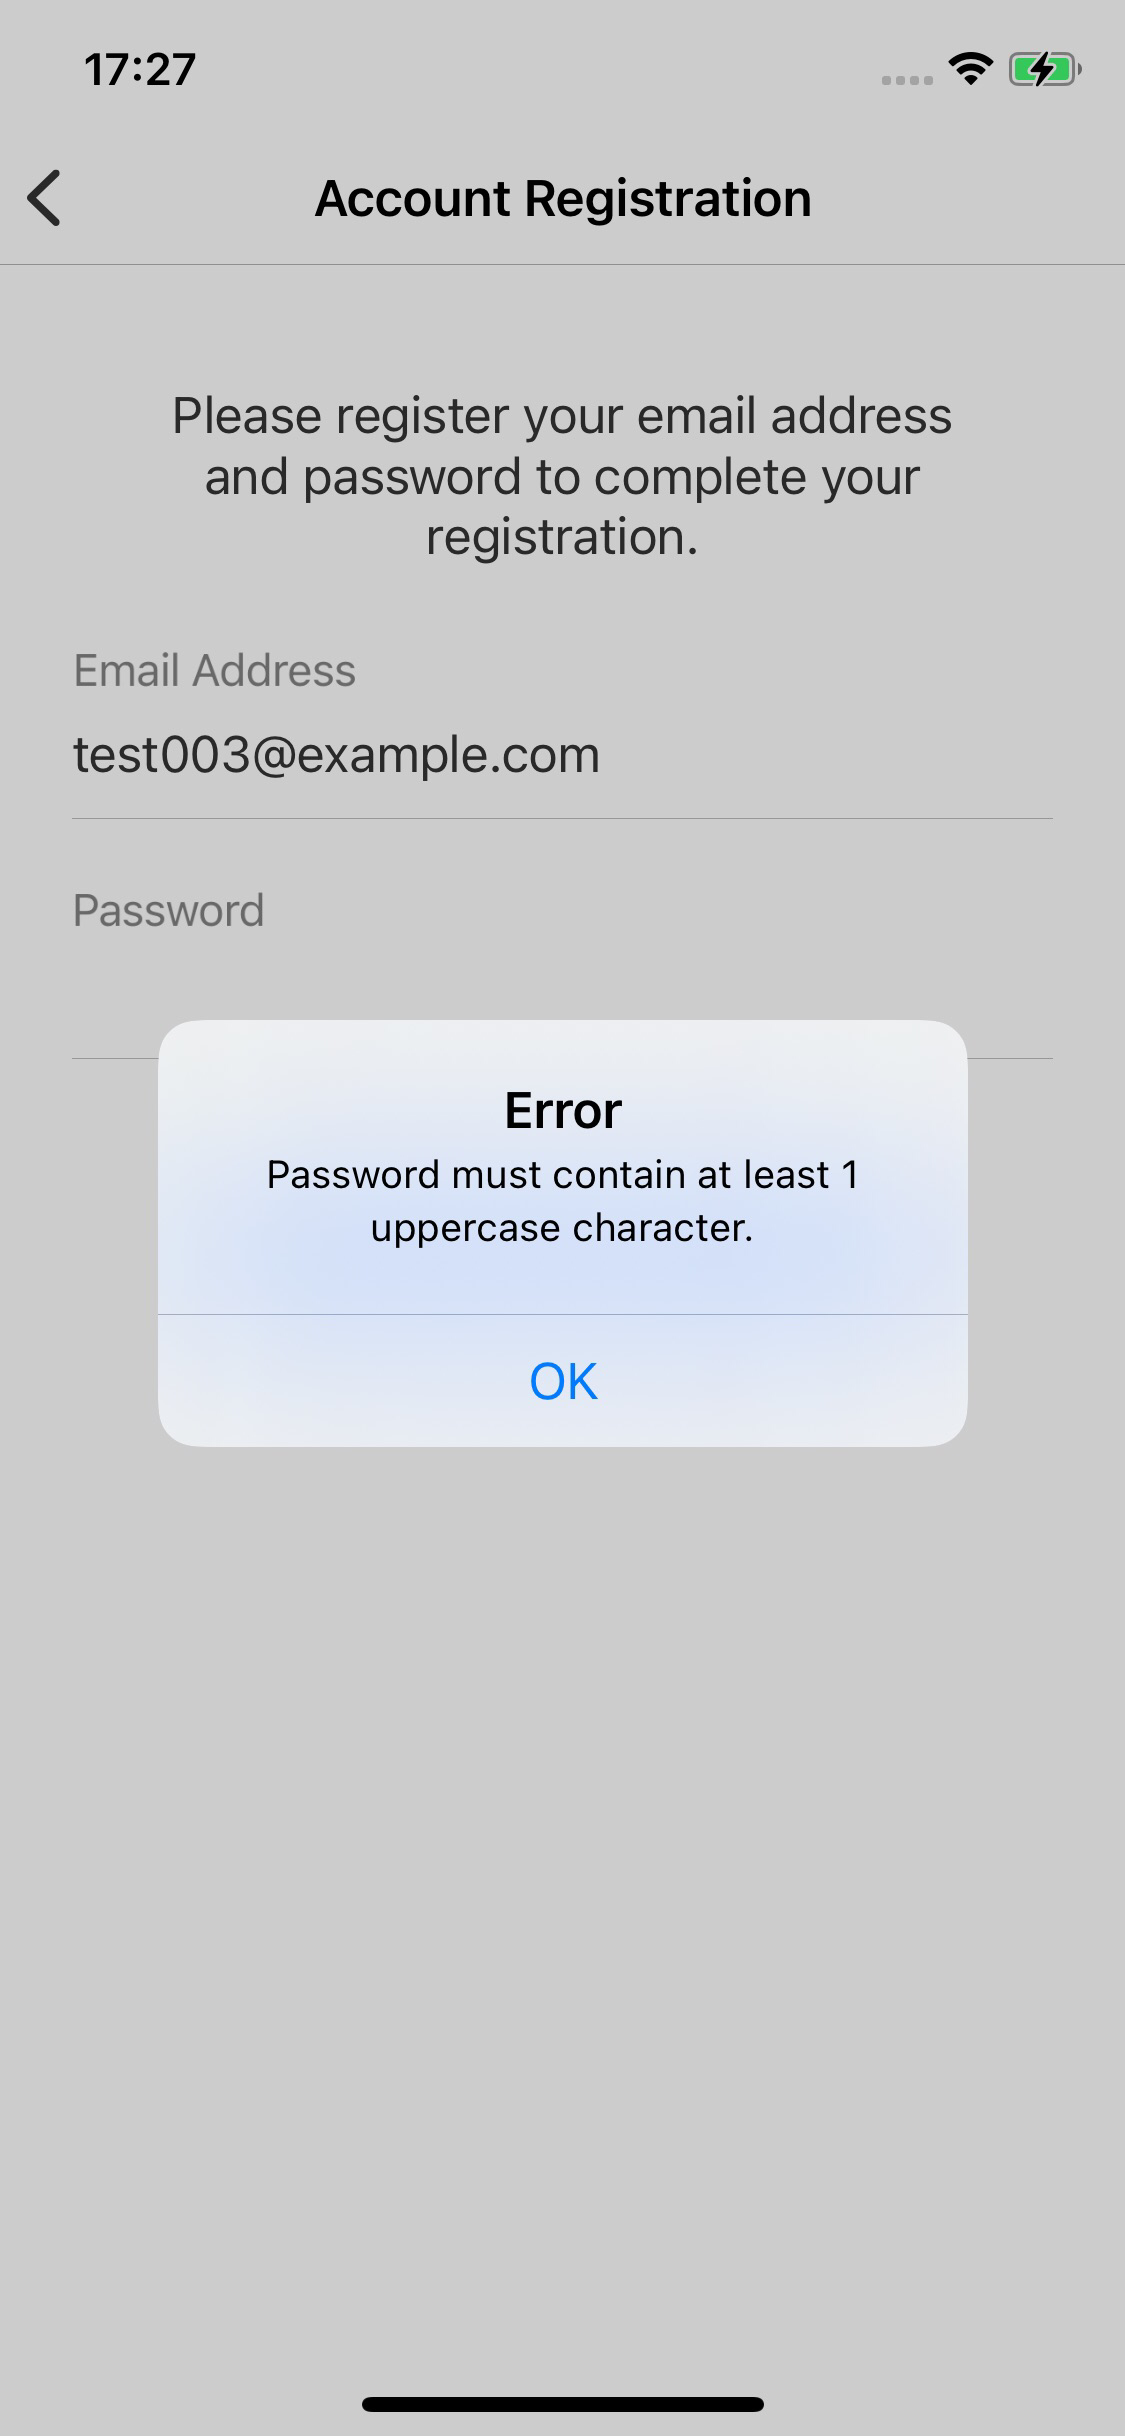 17:27
Account Registration
Please register your email address
and password to complete your
registration.
Email Address
test003@example.com
Password
Error
Password must contain at least 1
uppercase character.
OK